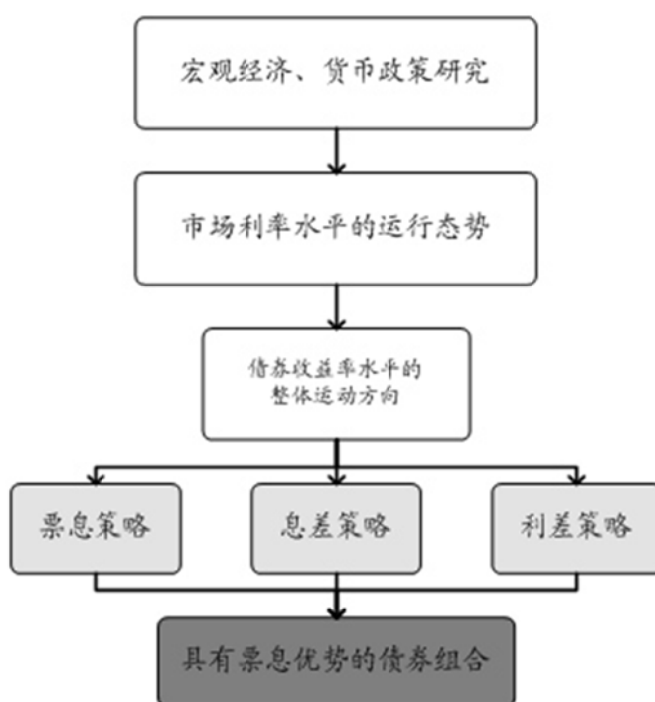 宏观经济、货币政策研究
市场利率水平的运行态势
债券收益率水平的
整体运动方向
票息策略
息差策略
利差策略
具有票息优势的债券组合